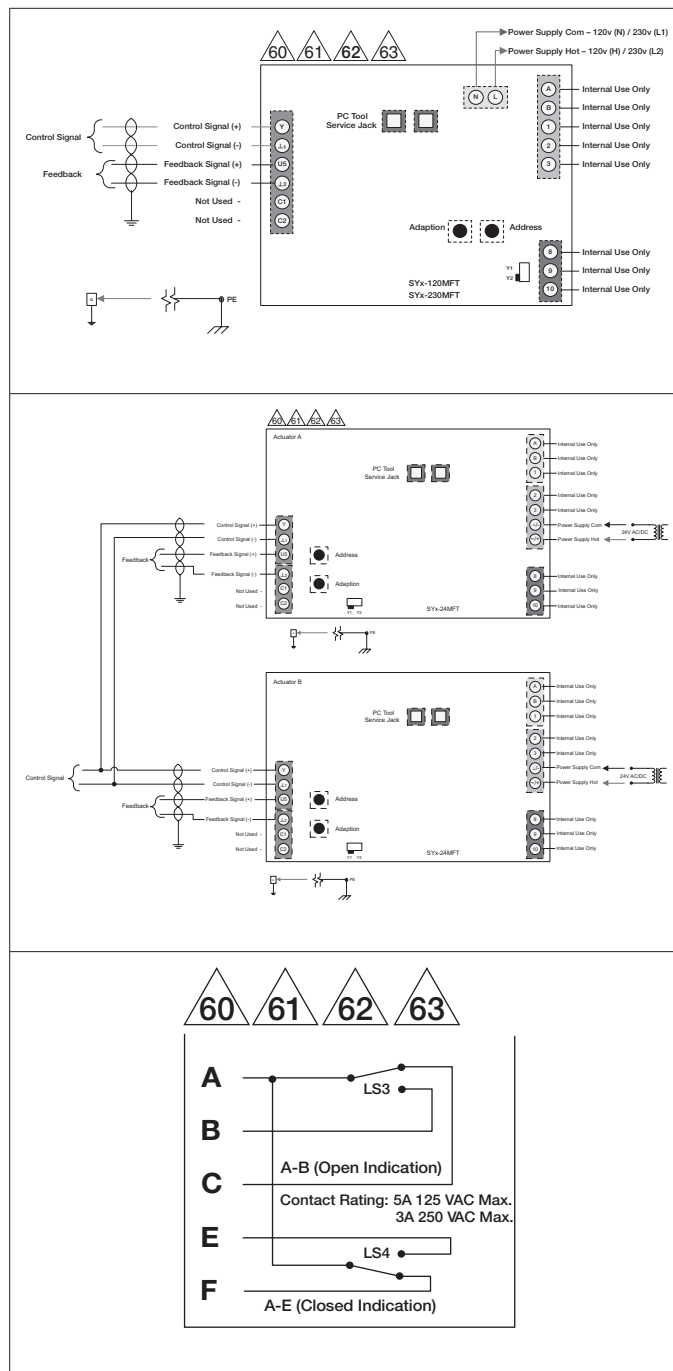 60 61 62 63
Power Supply Com – 120v (N) / 230v (L1)
Power Supply Hot – 120v (H) / 230v (L2)
N L
PC Tool
Service Jack
Control Signal
Feedback
Control Signal (+) Y
Control Signal (-) ⊥1
Feedback Signal (+) U5
Feedback Signal (-) ⊥2
Not Used - C1
Not Used - C2
A Internal Use Only
B Internal Use Only
1 Internal Use Only
2 Internal Use Only
3 Internal Use Only
Adaption Address
Y1
Y2
8 Internal Use Only
9 Internal Use Only
10 Internal Use Only
SYx-120MFT
SYx-230MFT
PE
60 61 62 63
Actuator A
PC Tool
Service Jack
A Internal Use Only
B Internal Use Only
1 Internal Use Only
2 Internal Use Only
3 Internal Use Only
⊥/- Power Supply Com
~/+ Power Supply Hot
24V AC/DC
Control Signal (+) Y
Control Signal (-) ⊥1
Feedback
Feedback Signal (+) U5
Feedback Signal (-) ⊥2
Not Used - C1
Not Used - C2
Address
Adaption
Y1 Y2
SYx-24MFT
8 Internal Use Only
9 Internal Use Only
10 Internal Use Only
PE
Actuator B
PC Tool
Service Jack
A Internal Use Only
B Internal Use Only
1 Internal Use Only
2 Internal Use Only
3 Internal Use Only
⊥/- Power Supply Com
~/+ Power Supply Hot
24V AC/DC
Control Signal
Control Signal (+) Y
Control Signal (-) ⊥1
Feedback
Feedback Signal (+) U5
Feedback Signal (-) ⊥2
Not Used - C1
Not Used - C2
Address
Adaption
Y1 Y2
SYx-24MFT
8 Internal Use Only
9 Internal Use Only
10 Internal Use Only
PE
60 61 62 63
A
LS3
B
A-B (Open Indication)
C
Contact Rating: 5A 125 VAC Max.
3A 250 VAC Max.
E
LS4
F
A-E (Closed Indication)